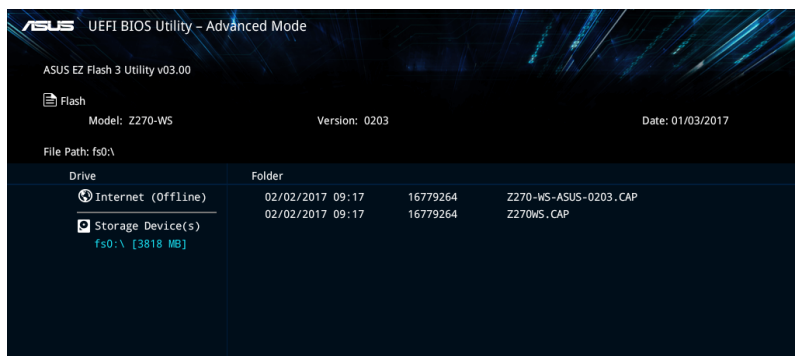 ASUS UEFI BIOS Utility – Advanced Mode
ASUS EZ Flash 3 Utility v03.00
Flash
Model: Z270-WS Version: 0203 Date: 01/03/2017
File Path: fs0:\
Drive Folder
Internet (Offline) 02/02/2017 09:17 16779264 Z270-WS-ASUS-0203.CAP
02/02/2017 09:17 16779264 Z270WS.CAP
Storage Device(s)
fs0:\ [3818 MB]